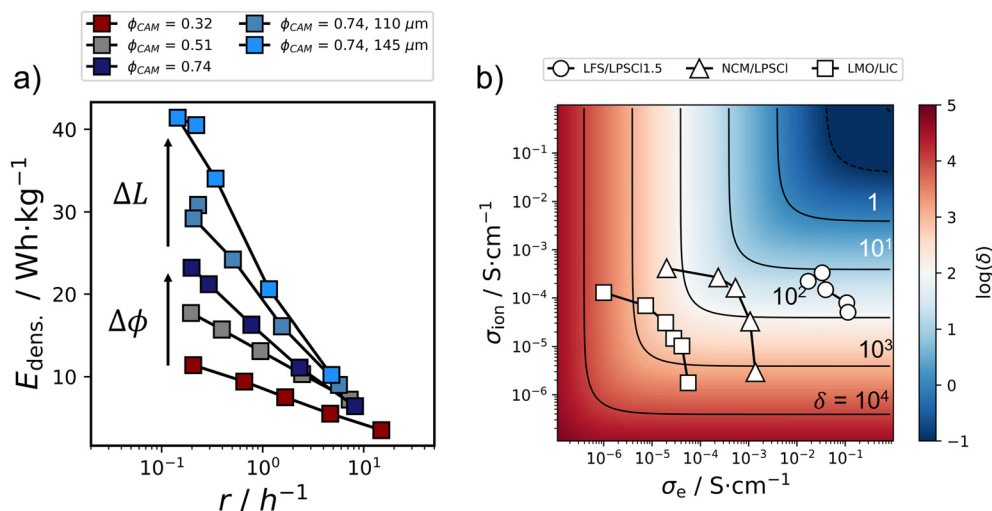 ϕCAM = 0.32
ϕCAM = 0.51
ϕCAM = 0.74
ϕCAM = 0.74, 110 μm
ϕCAM = 0.74, 145 μm
a)
40
30
20
10
ΔL
Δϕ
Edens. / Wh·kg⁻¹
10⁻¹
10⁰
10¹
r / h⁻¹
b)
LFS/LPSCl1.5
NCM/LPSCl
LMO/LIC
10⁻¹
10⁻²
10⁻³
10⁻⁴
10⁻⁵
10⁻⁶
σion / S·cm⁻¹
1
10¹
10²
10³
δ = 10⁴
10⁻⁶
10⁻⁵
10⁻⁴
10⁻³
10⁻²
10⁻¹
σe / S·cm⁻¹
5
4
3
2
1
0
−1
log(δ)